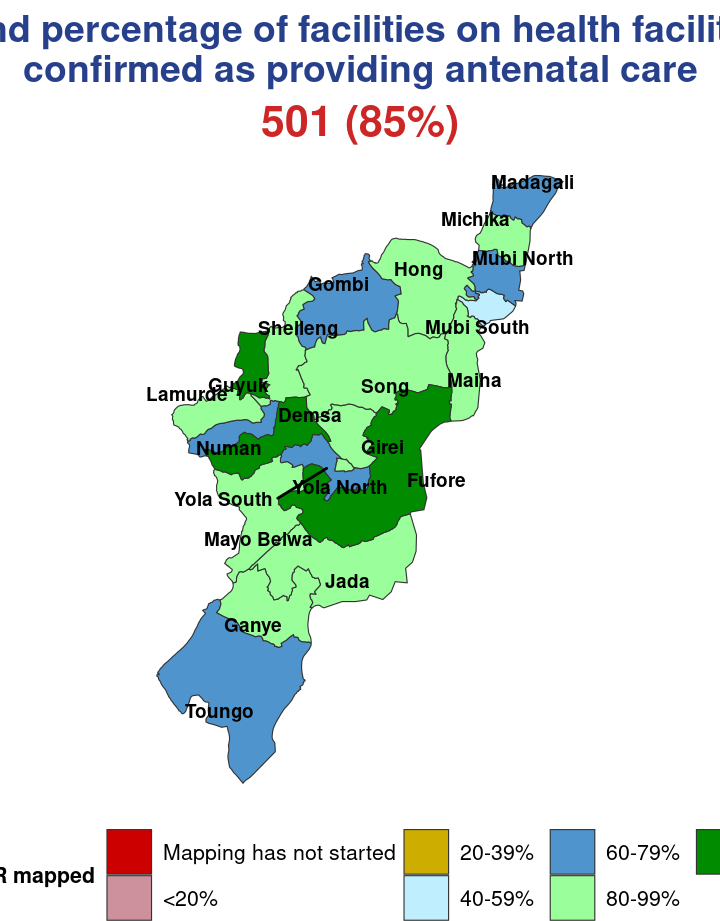 percentage of facilities on health
confirmed as providing antenatal care
501 (85%)
Madagali
Michika
Mubi North
Hong
Gombi
Shelleng
Mubi South
Guyuk
Song
Maiha
Lamurde
Demsa
Numan
Girei
Yola North
Fufore
Yola South
Mayo Belwa
Jada
Ganye
Toungo
mapped
Mapping has not started
20-39%
60-79%
<20%
40-59%
80-99%